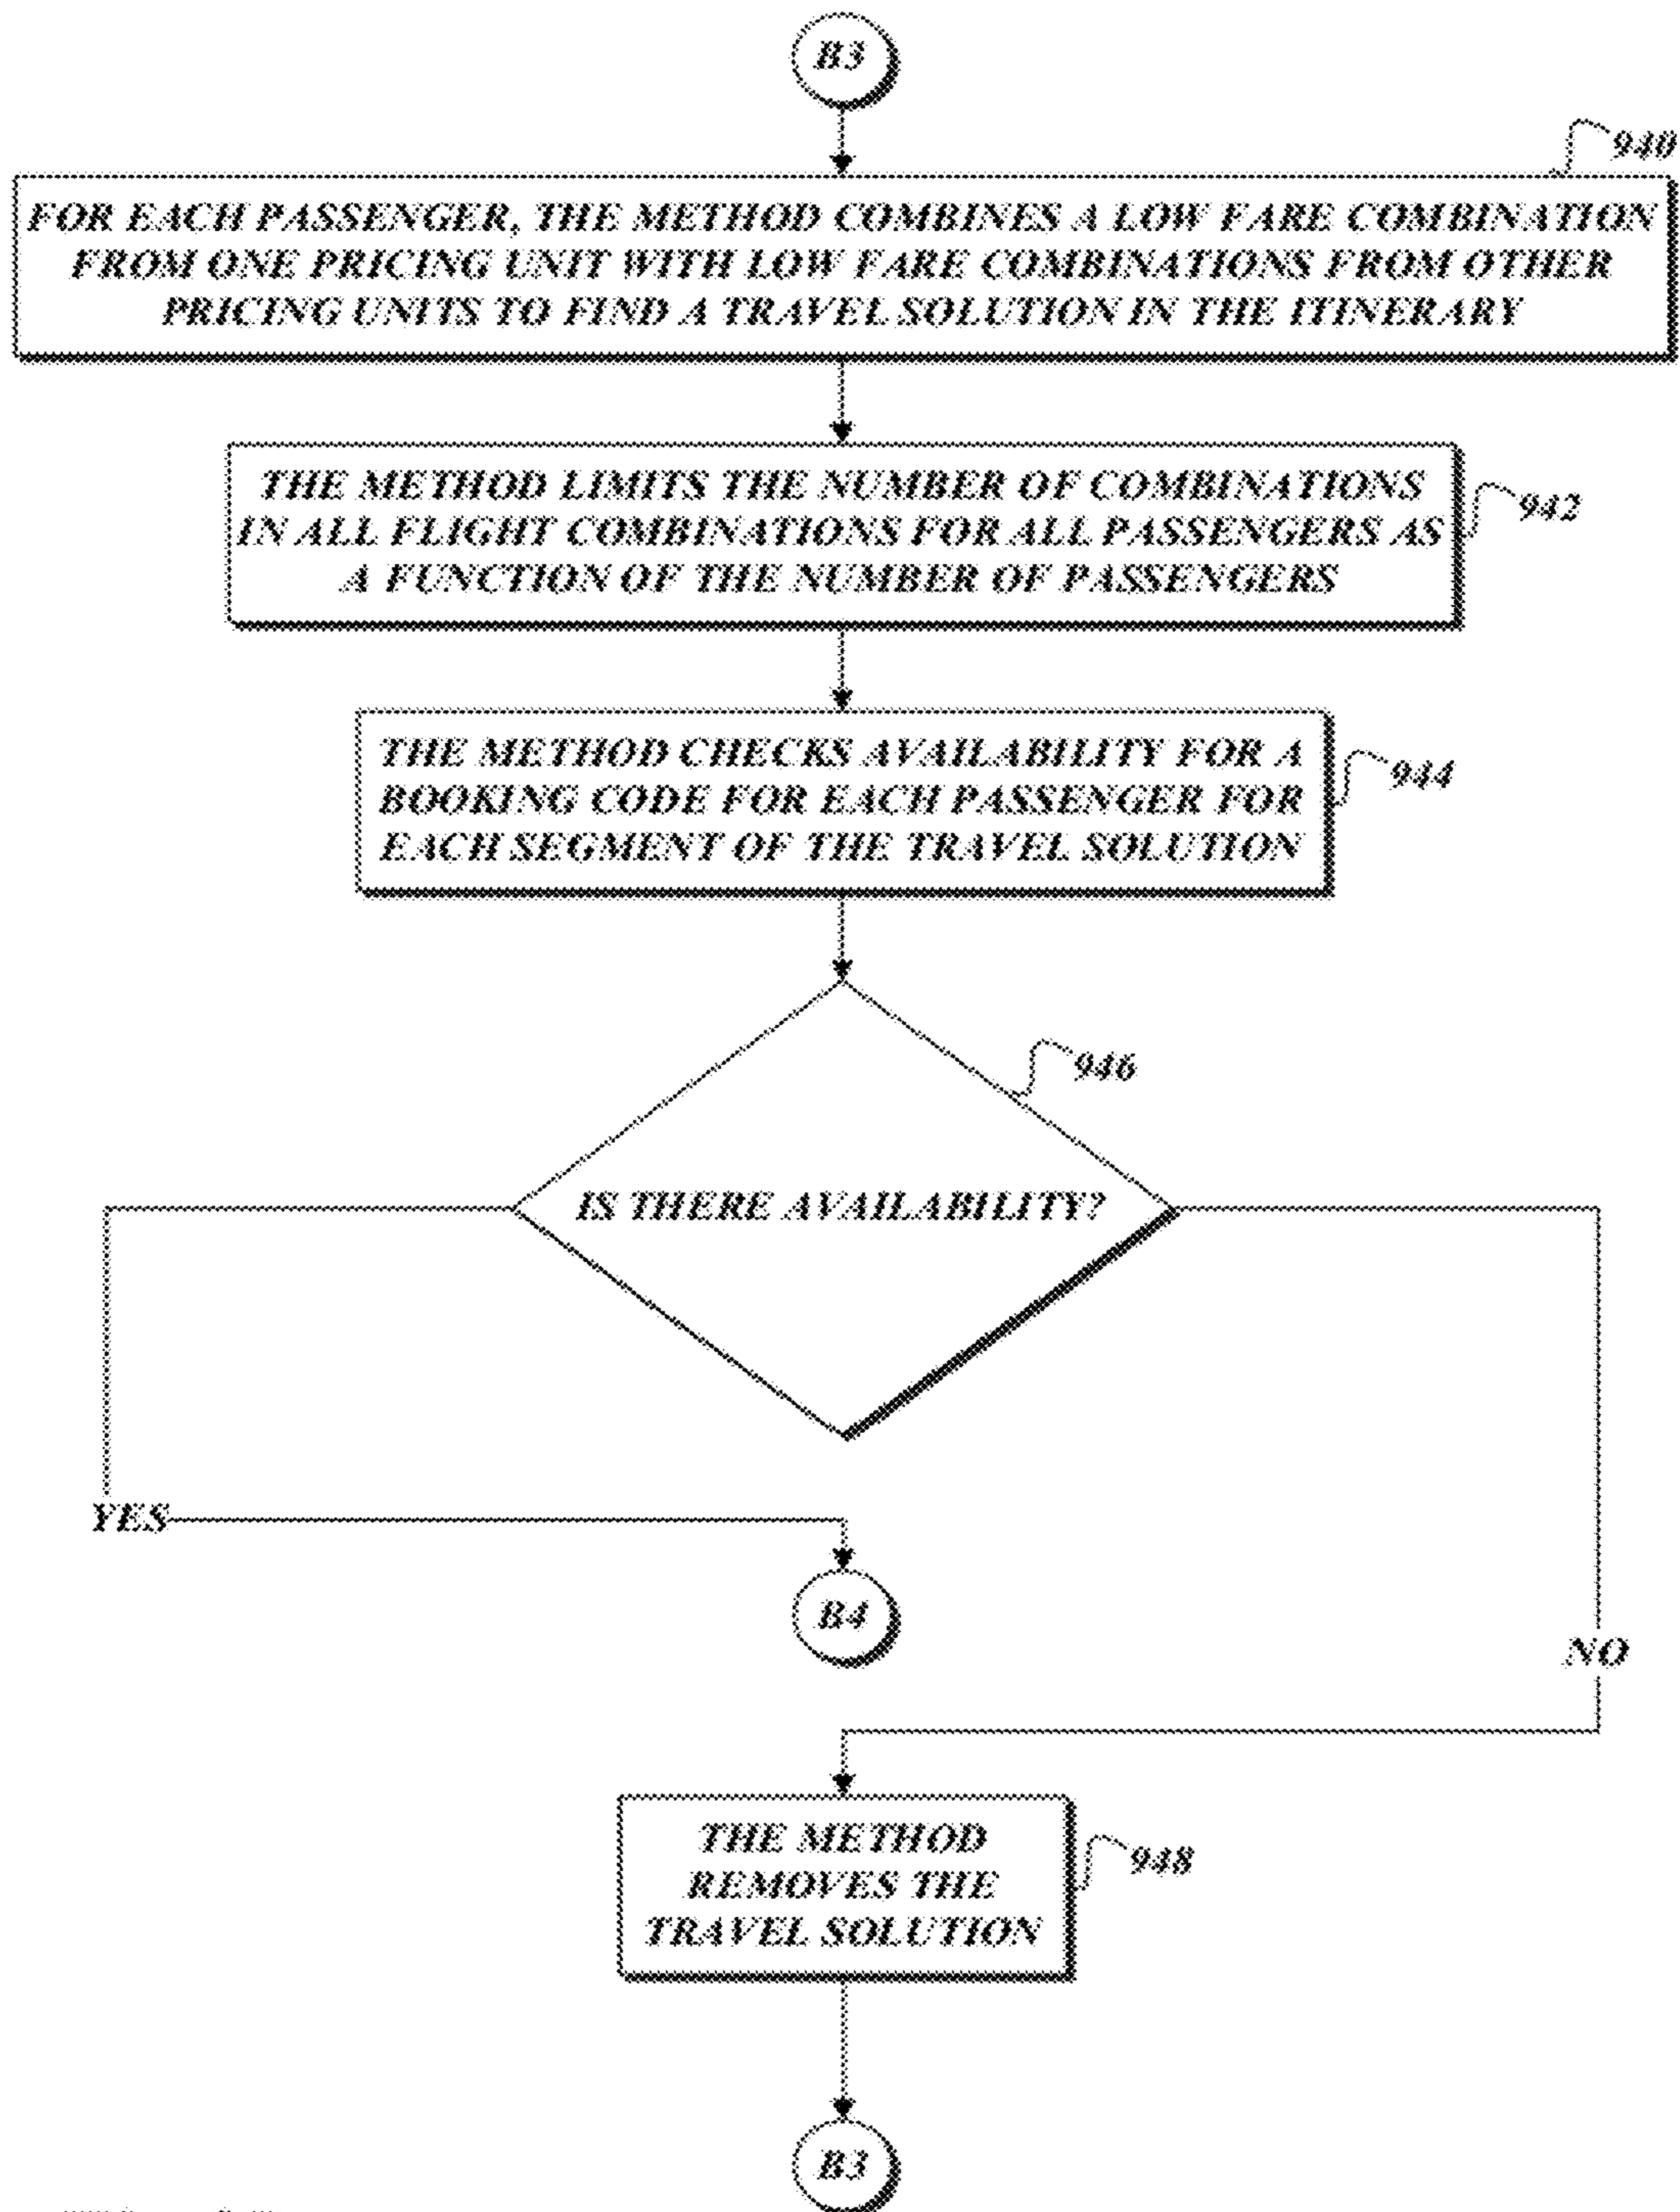 B3
940
FOR EACH PASSENGER, THE METHOD COMBINES A LOW FARE COMBINATION
FROM ONE PRICING UNIT WITH LOW FARE COMBINATIONS FROM OTHER
PRICING UNITS TO FIND A TRAVEL SOLUTION IN THE ITINERARY
THE METHOD LIMITS THE NUMBER OF COMBINATIONS
IN ALL FLIGHT COMBINATIONS FOR ALL PASSENGERS AS
A FUNCTION OF THE NUMBER OF PASSENGERS
942
THE METHOD CHECKS AVAILABILITY FOR A
BOOKING CODE FOR EACH PASSENGER FOR
EACH SEGMENT OF THE TRAVEL SOLUTION
944
946
IS THERE AVAILABILITY?
YES
B4
NO
THE METHOD
REMOVES THE
TRAVEL SOLUTION
948
B3